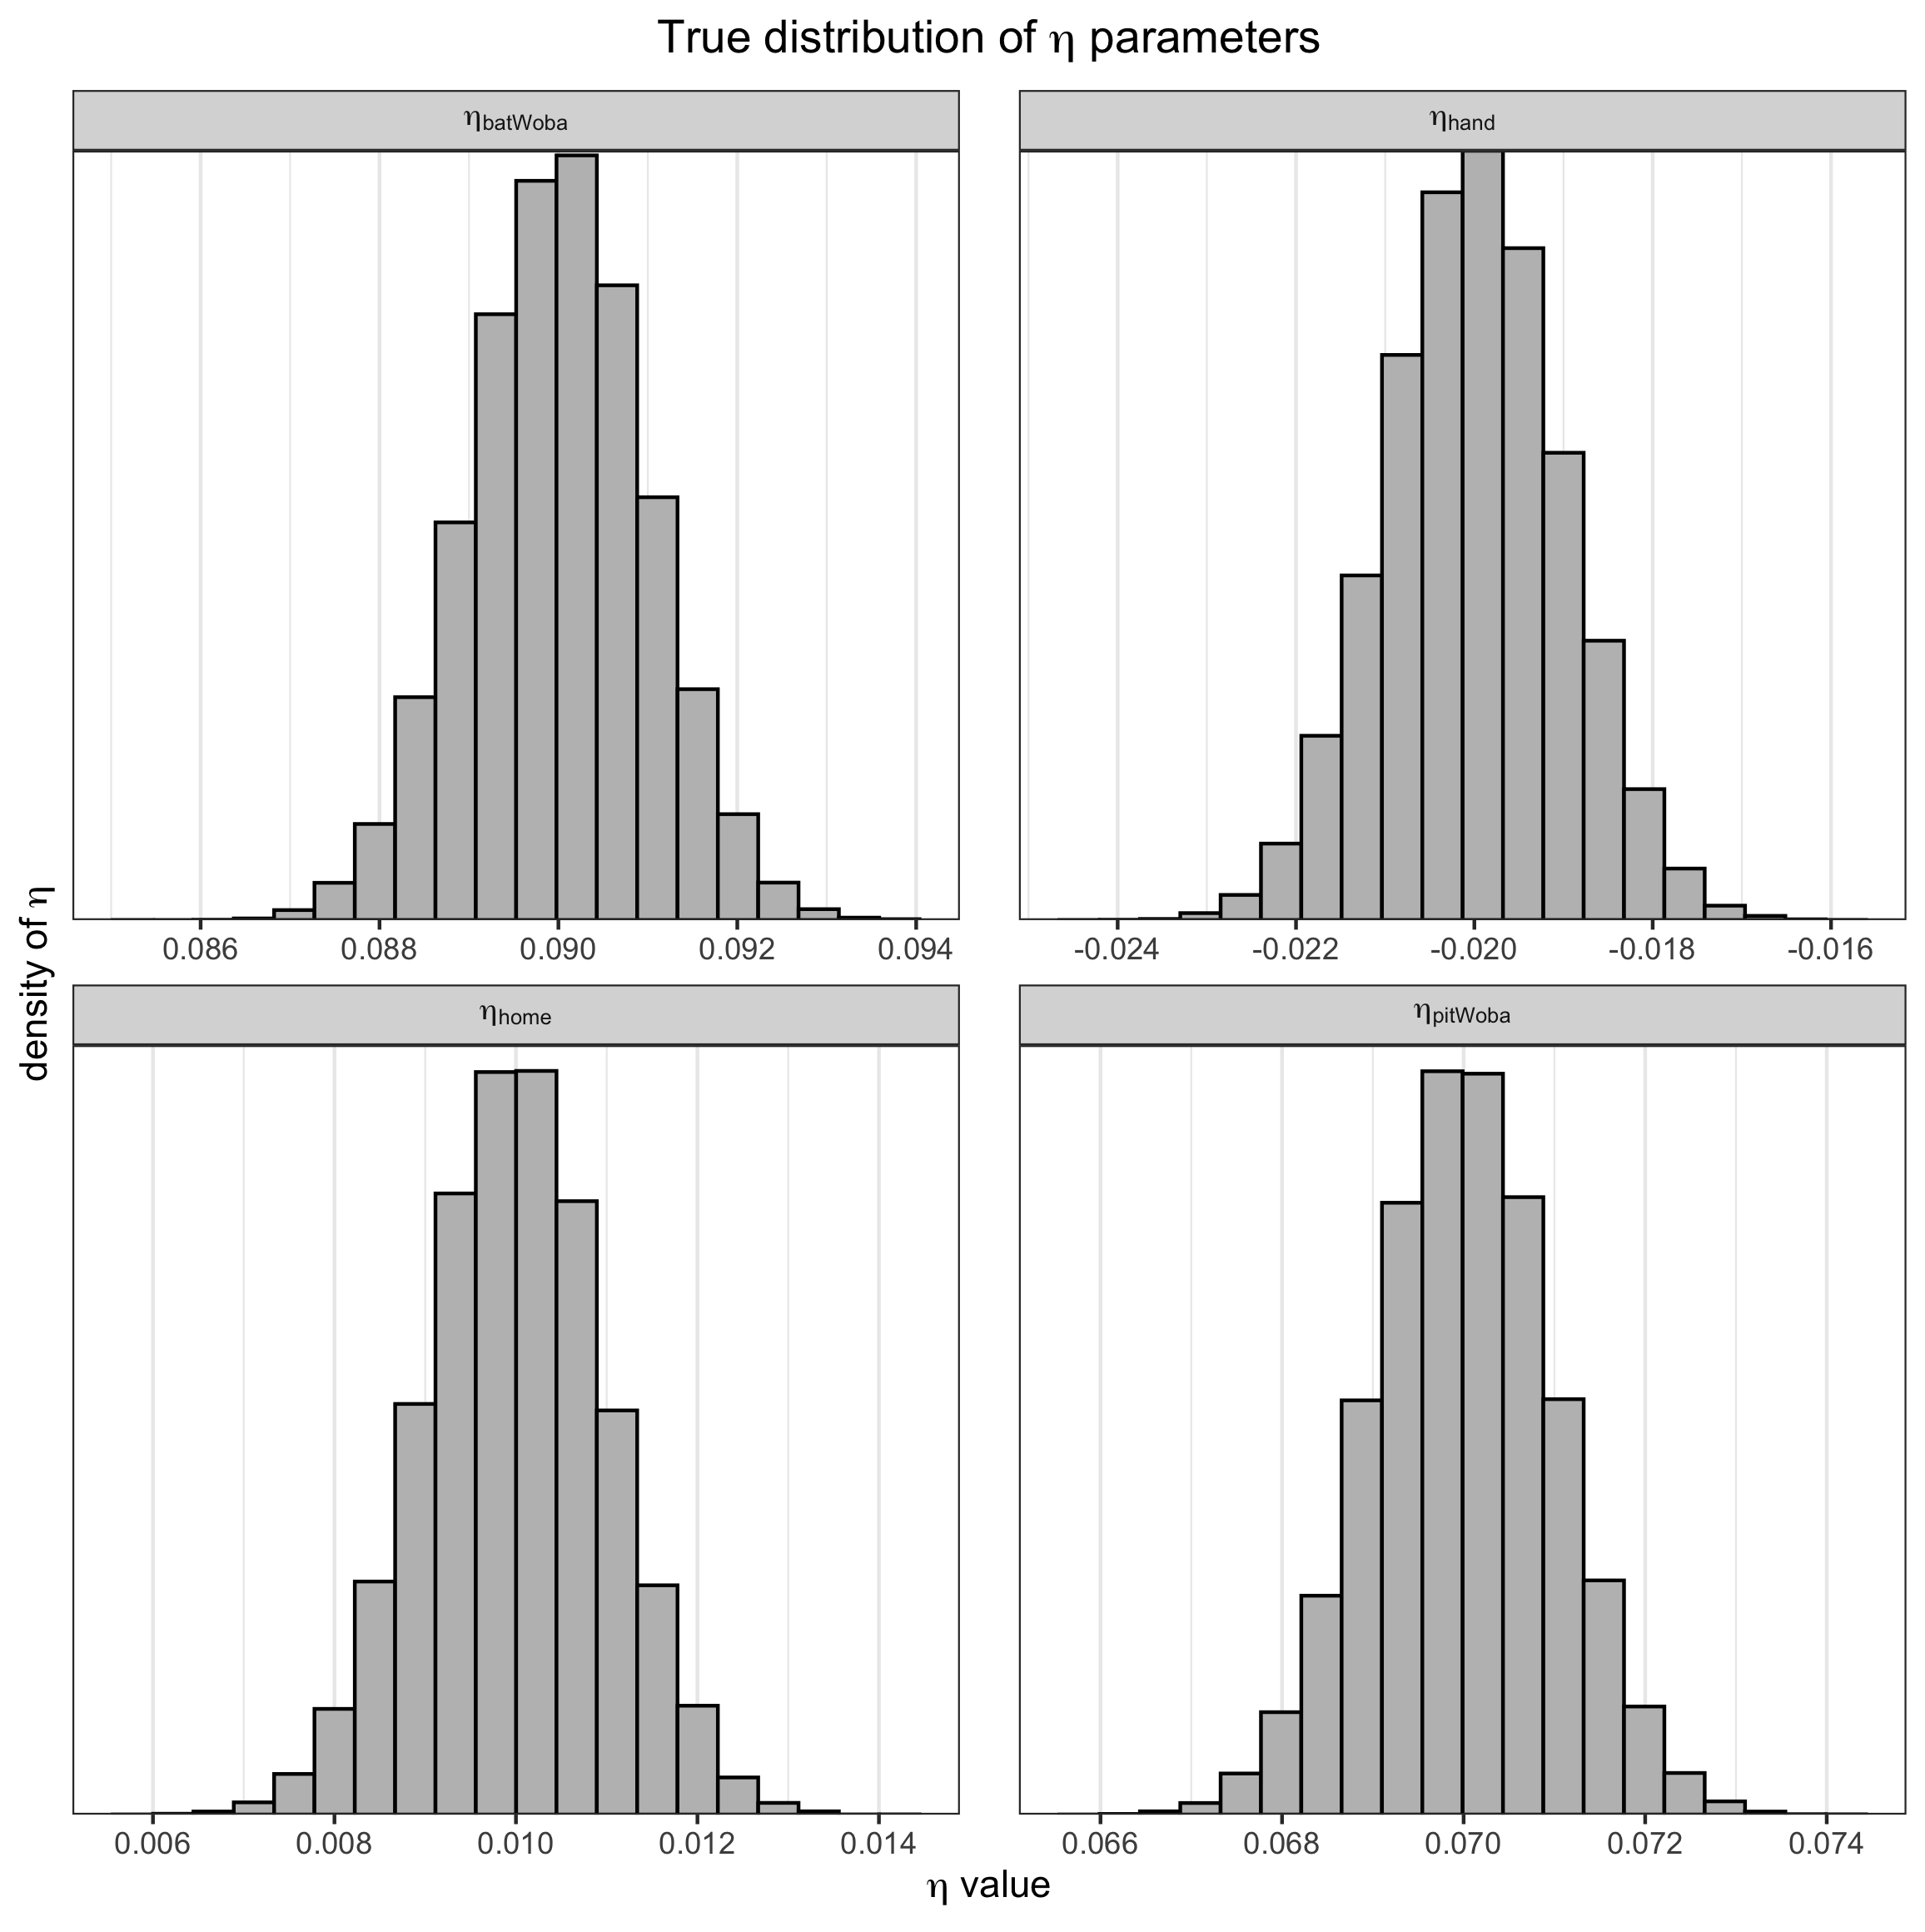 True distribution of η parameters
ηbatWoba
ηhand
0.086 0.088 0.090 0.092 0.094
-0.024 -0.022 -0.020 -0.018 -0.016
density of η
ηhome
ηpitWoba
0.006 0.008 0.010 0.012 0.014
0.066 0.068 0.070 0.072 0.074
η value